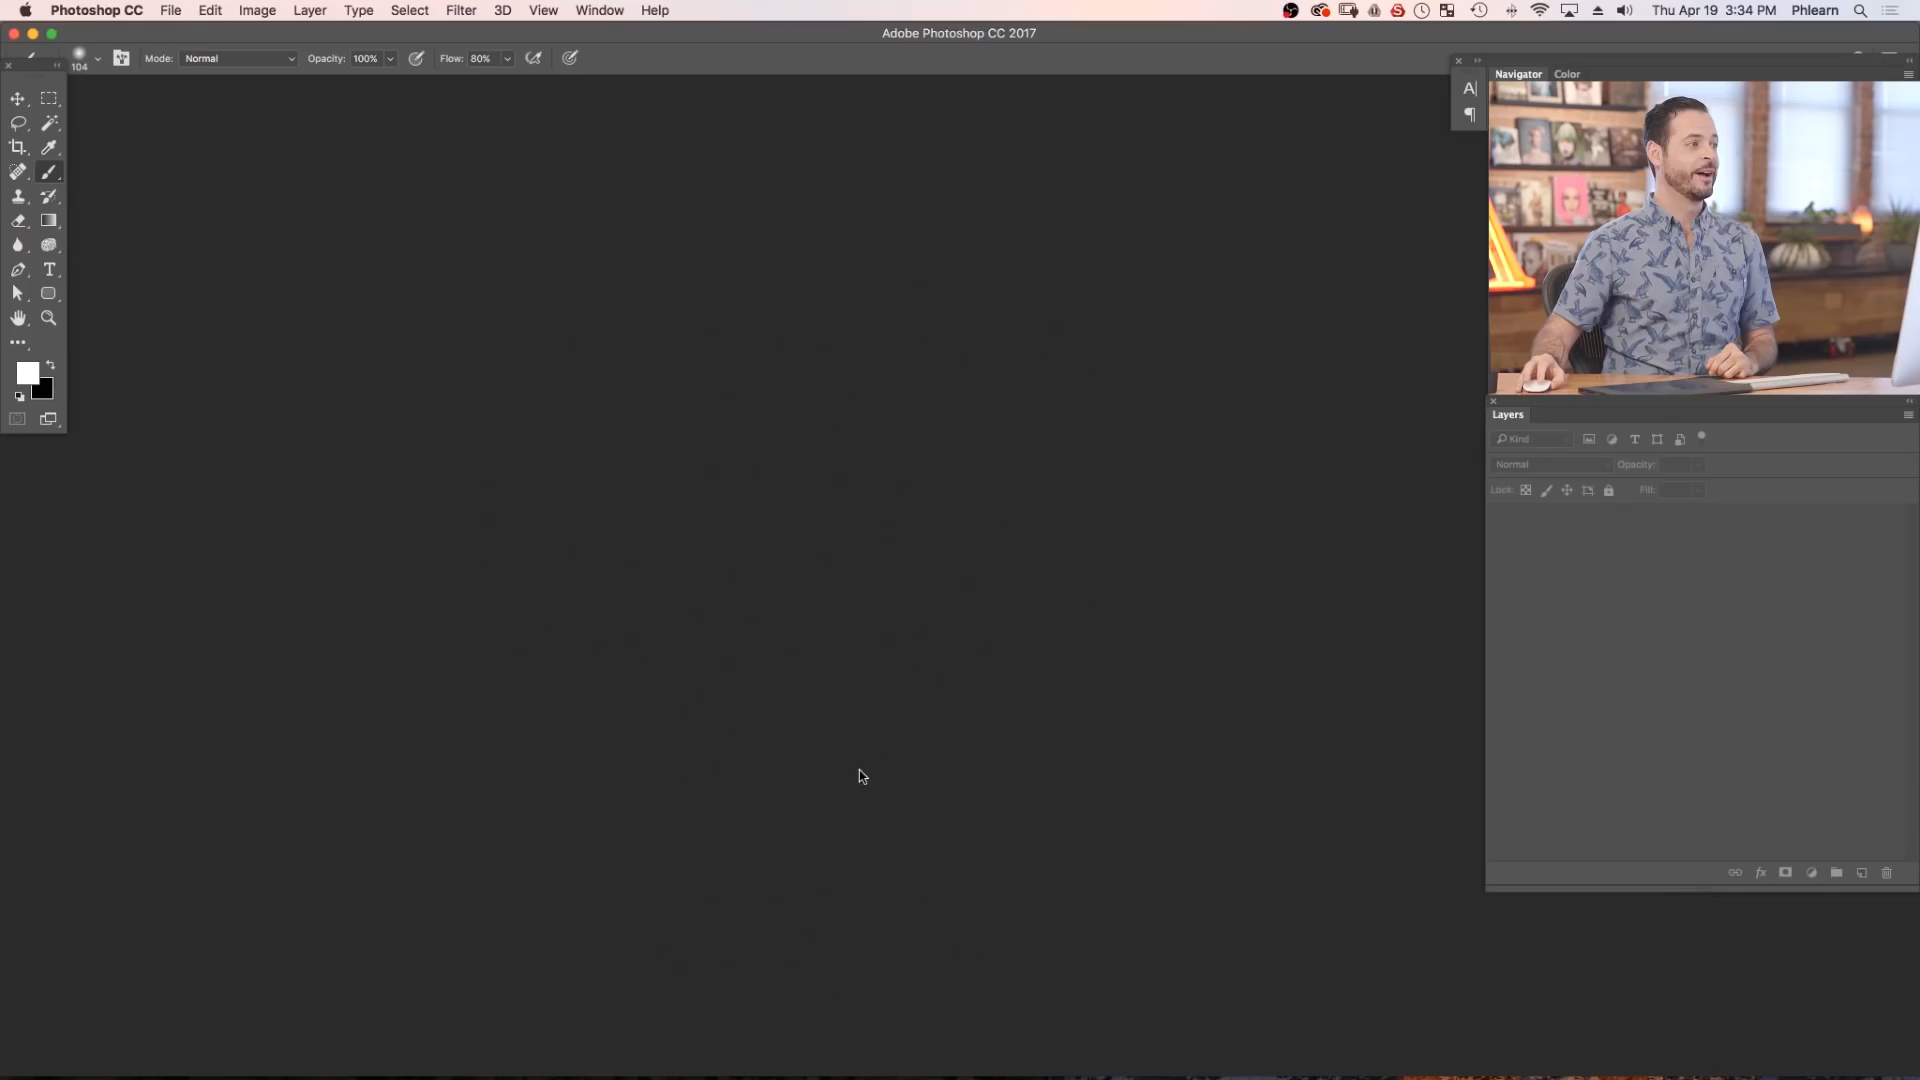 Photoshop CC File Edit Image Layer Type Select Filter 3D View Window Help Thu Apr 19 3:34 PM Phlearn
Adobe Photoshop CC 2017
104 Mode: Normal Opacity: 100% Flow: 80%
Navigator Color
Layers
Kind
Normal Opacity:
Lock: Fill: